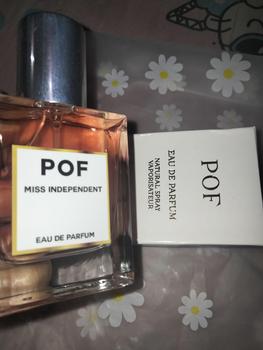 POF
MISS INDEPENDENT
EAU DE PARFUM
POF
EAU DE PARFUM
NATURAL SPRAY
VAPORISATEUR